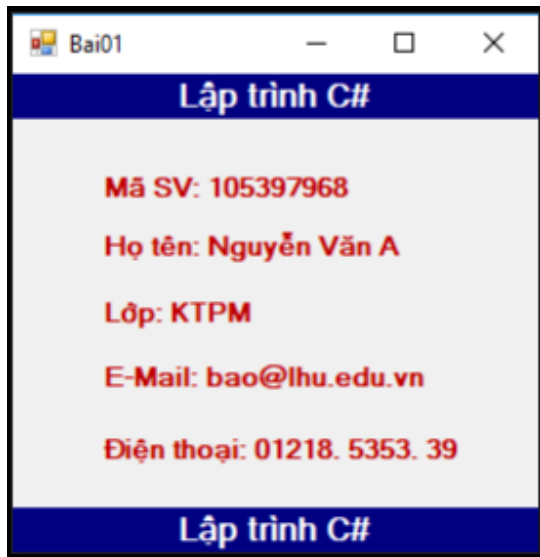 Bai01
Lập trình C#
Mã SV: 105397968
Họ tên: Nguyễn Văn A
Lớp: KTPM
E-Mail: bao@lhu.edu.vn
Điện thoại: 01218. 5353. 39
Lập trình C#